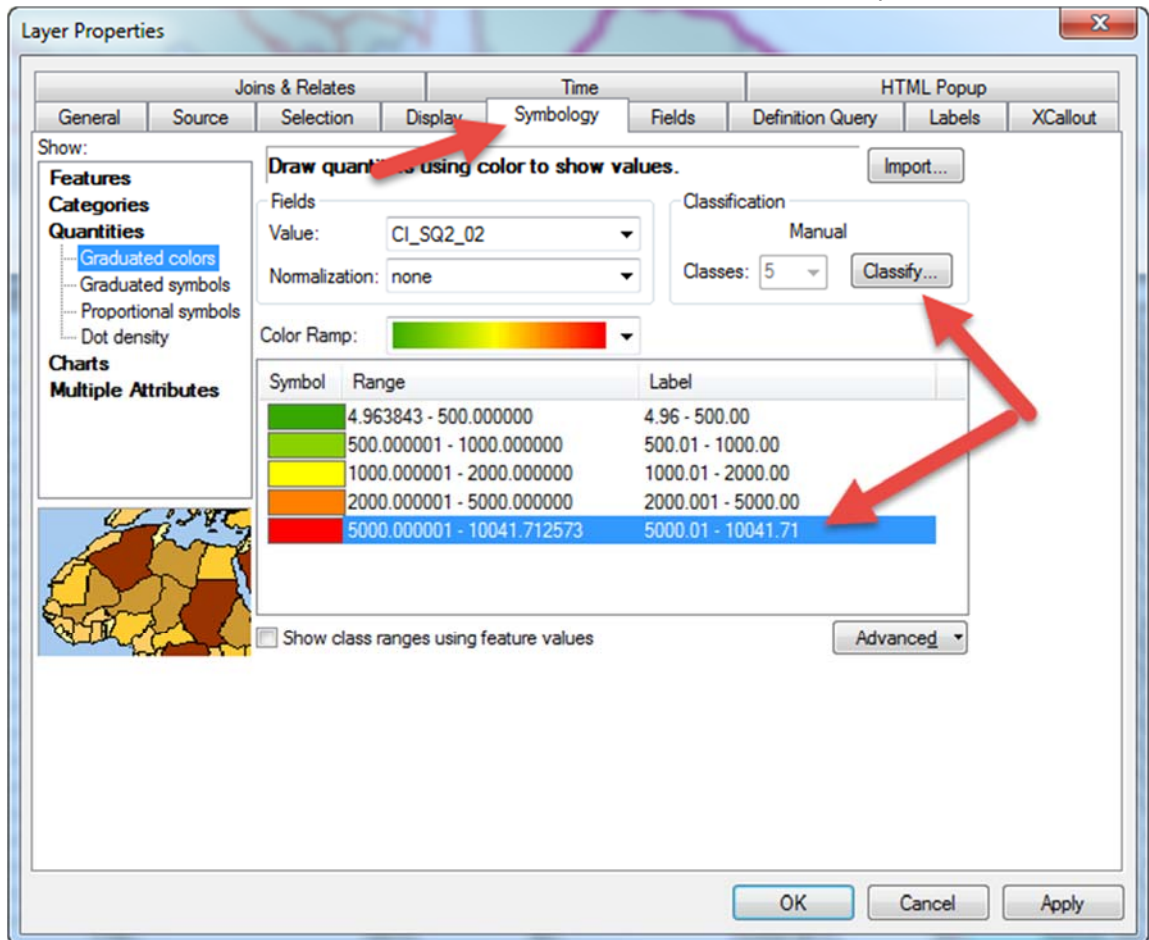 Layer Properties
Joins & Relates Time HTML Popup
General Source Selection Display Symbology Fields Definition Query Labels XCallout
Show:
Features
Categories
Quantities
Graduated colors
Graduated symbols
Proportional symbols
Dot density
Charts
Multiple Attributes
Draw quantities using color to show values.
Import...
Fields
Value: CI_SQ2_02
Normalization: none
Classification
Manual
Classes: 5 Classify...
Color Ramp:
Symbol Range Label
4.963843 - 500.000000 4.96 - 500.00
500.000001 - 1000.000000 500.01 - 1000.00
1000.000001 - 2000.000000 1000.01 - 2000.00
2000.000001 - 5000.000000 2000.001 - 5000.00
5000.000001 - 10041.712573 5000.01 - 10041.71
Show class ranges using feature values
Advanced
OK Cancel Apply